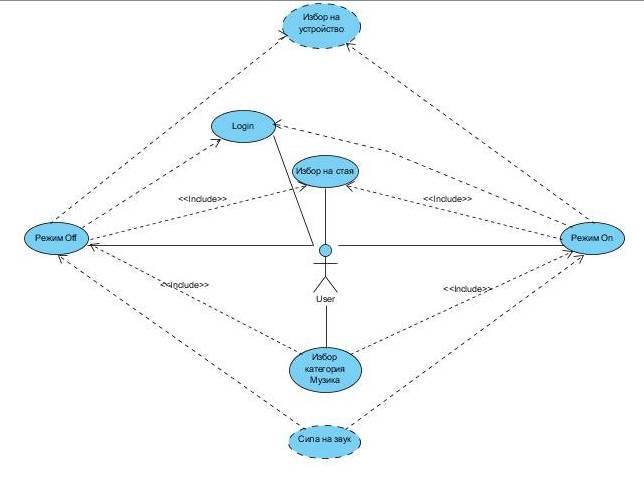 Избор на
устройство
Login
Избор на стая
<<Include>>
<<Include>>
Режим Off
Режим On
<<Include>>
<<Include>>
User
Избор
категория
Музика
Сила на звук